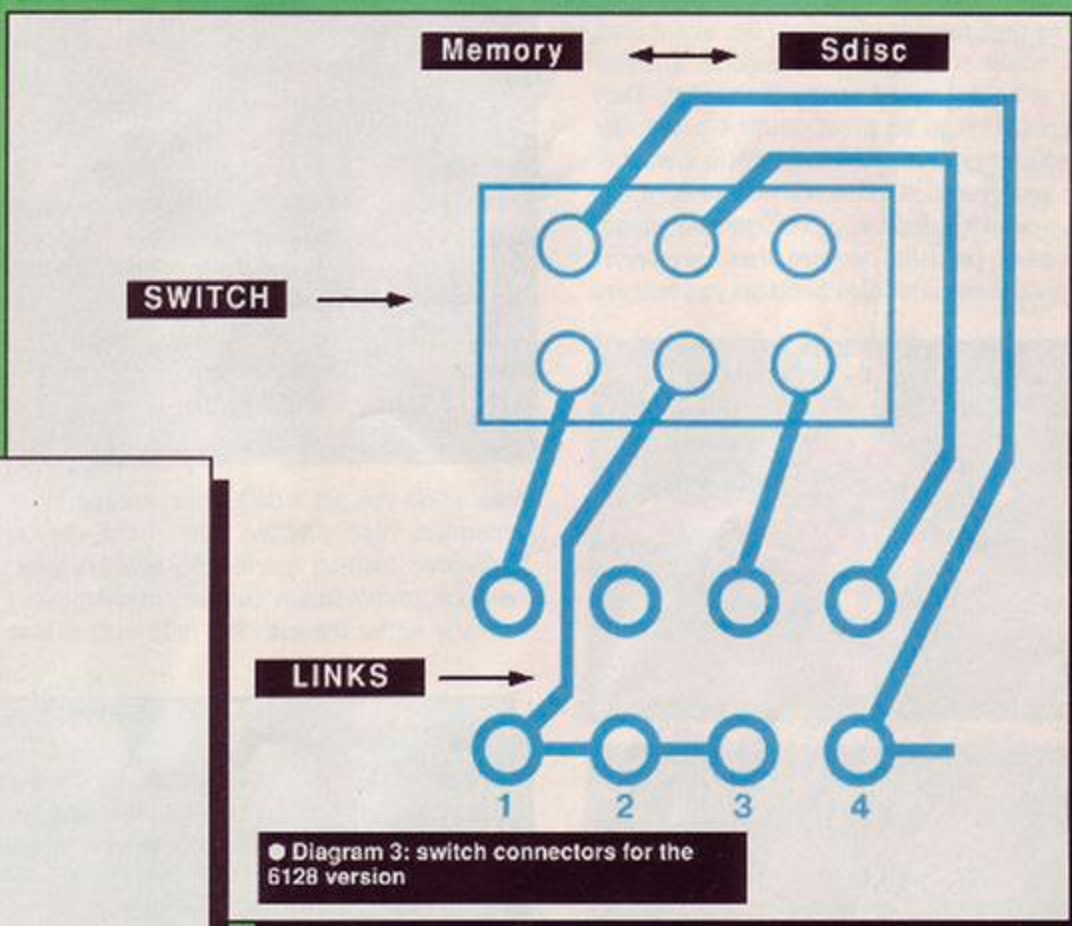 Memory Sdisc
SWITCH
LINKS
1 2 3 4
● Diagram 3: switch connectors for the
6128 version